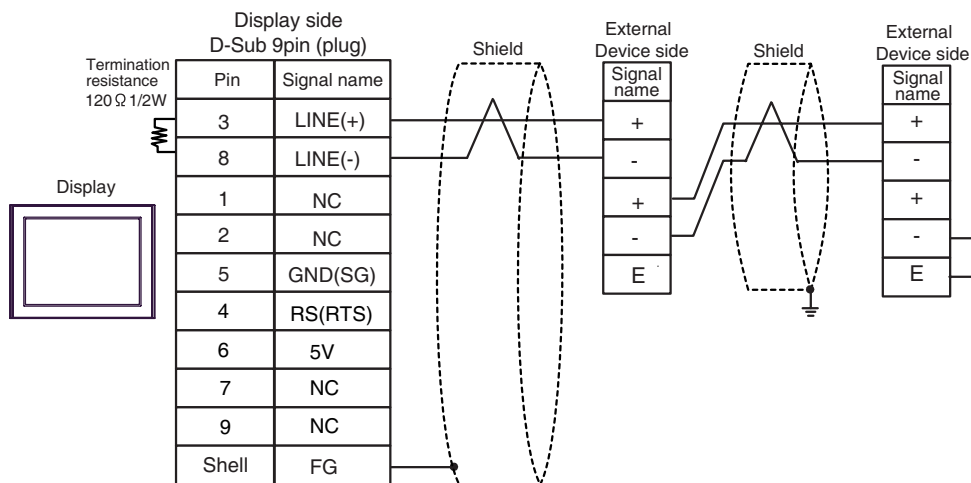 Display side
D-Sub 9pin (plug)
Termination
resistance
120Ω 1/2W
Display
Pin Signal name
3 LINE(+)
8 LINE(-)
1 NC
2 NC
5 GND(SG)
4 RS(RTS)
6 5V
7 NC
9 NC
Shell FG
Shield
External
Device side
Signal
name
+
-
+
-
E
Shield
External
Device side
Signal
name
+
-
+
-
E